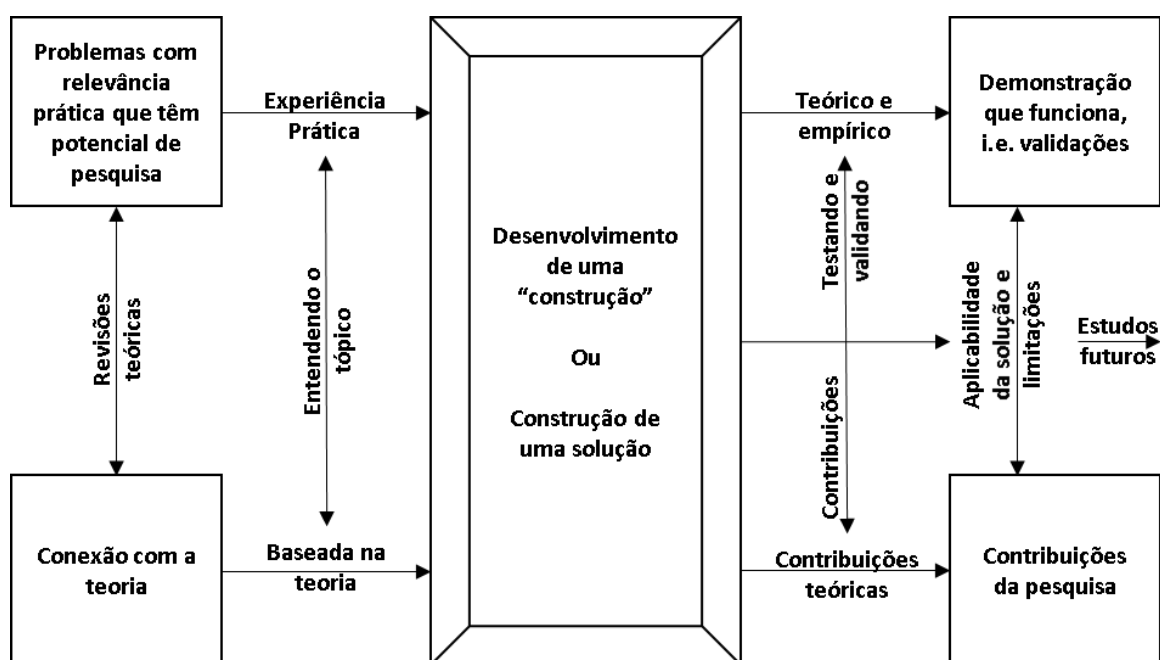 Problemas com
relevância
prática que têm
potencial de
pesquisa
Experiência
Prática
Teórico e
empírico
Demonstração
que funciona,
i.e. validações
Revisões
teóricas
Entendendo o
tópico
Desenvolvimento
de uma
“construção”
Ou
Construção de
uma solução
Testando e
validando
Contribuições
Aplicabilidade
da solução e
limitações
Estudos
futuros
Conexão com a
teoria
Baseada na
teoria
Contribuições
teóricas
Contribuições
da pesquisa